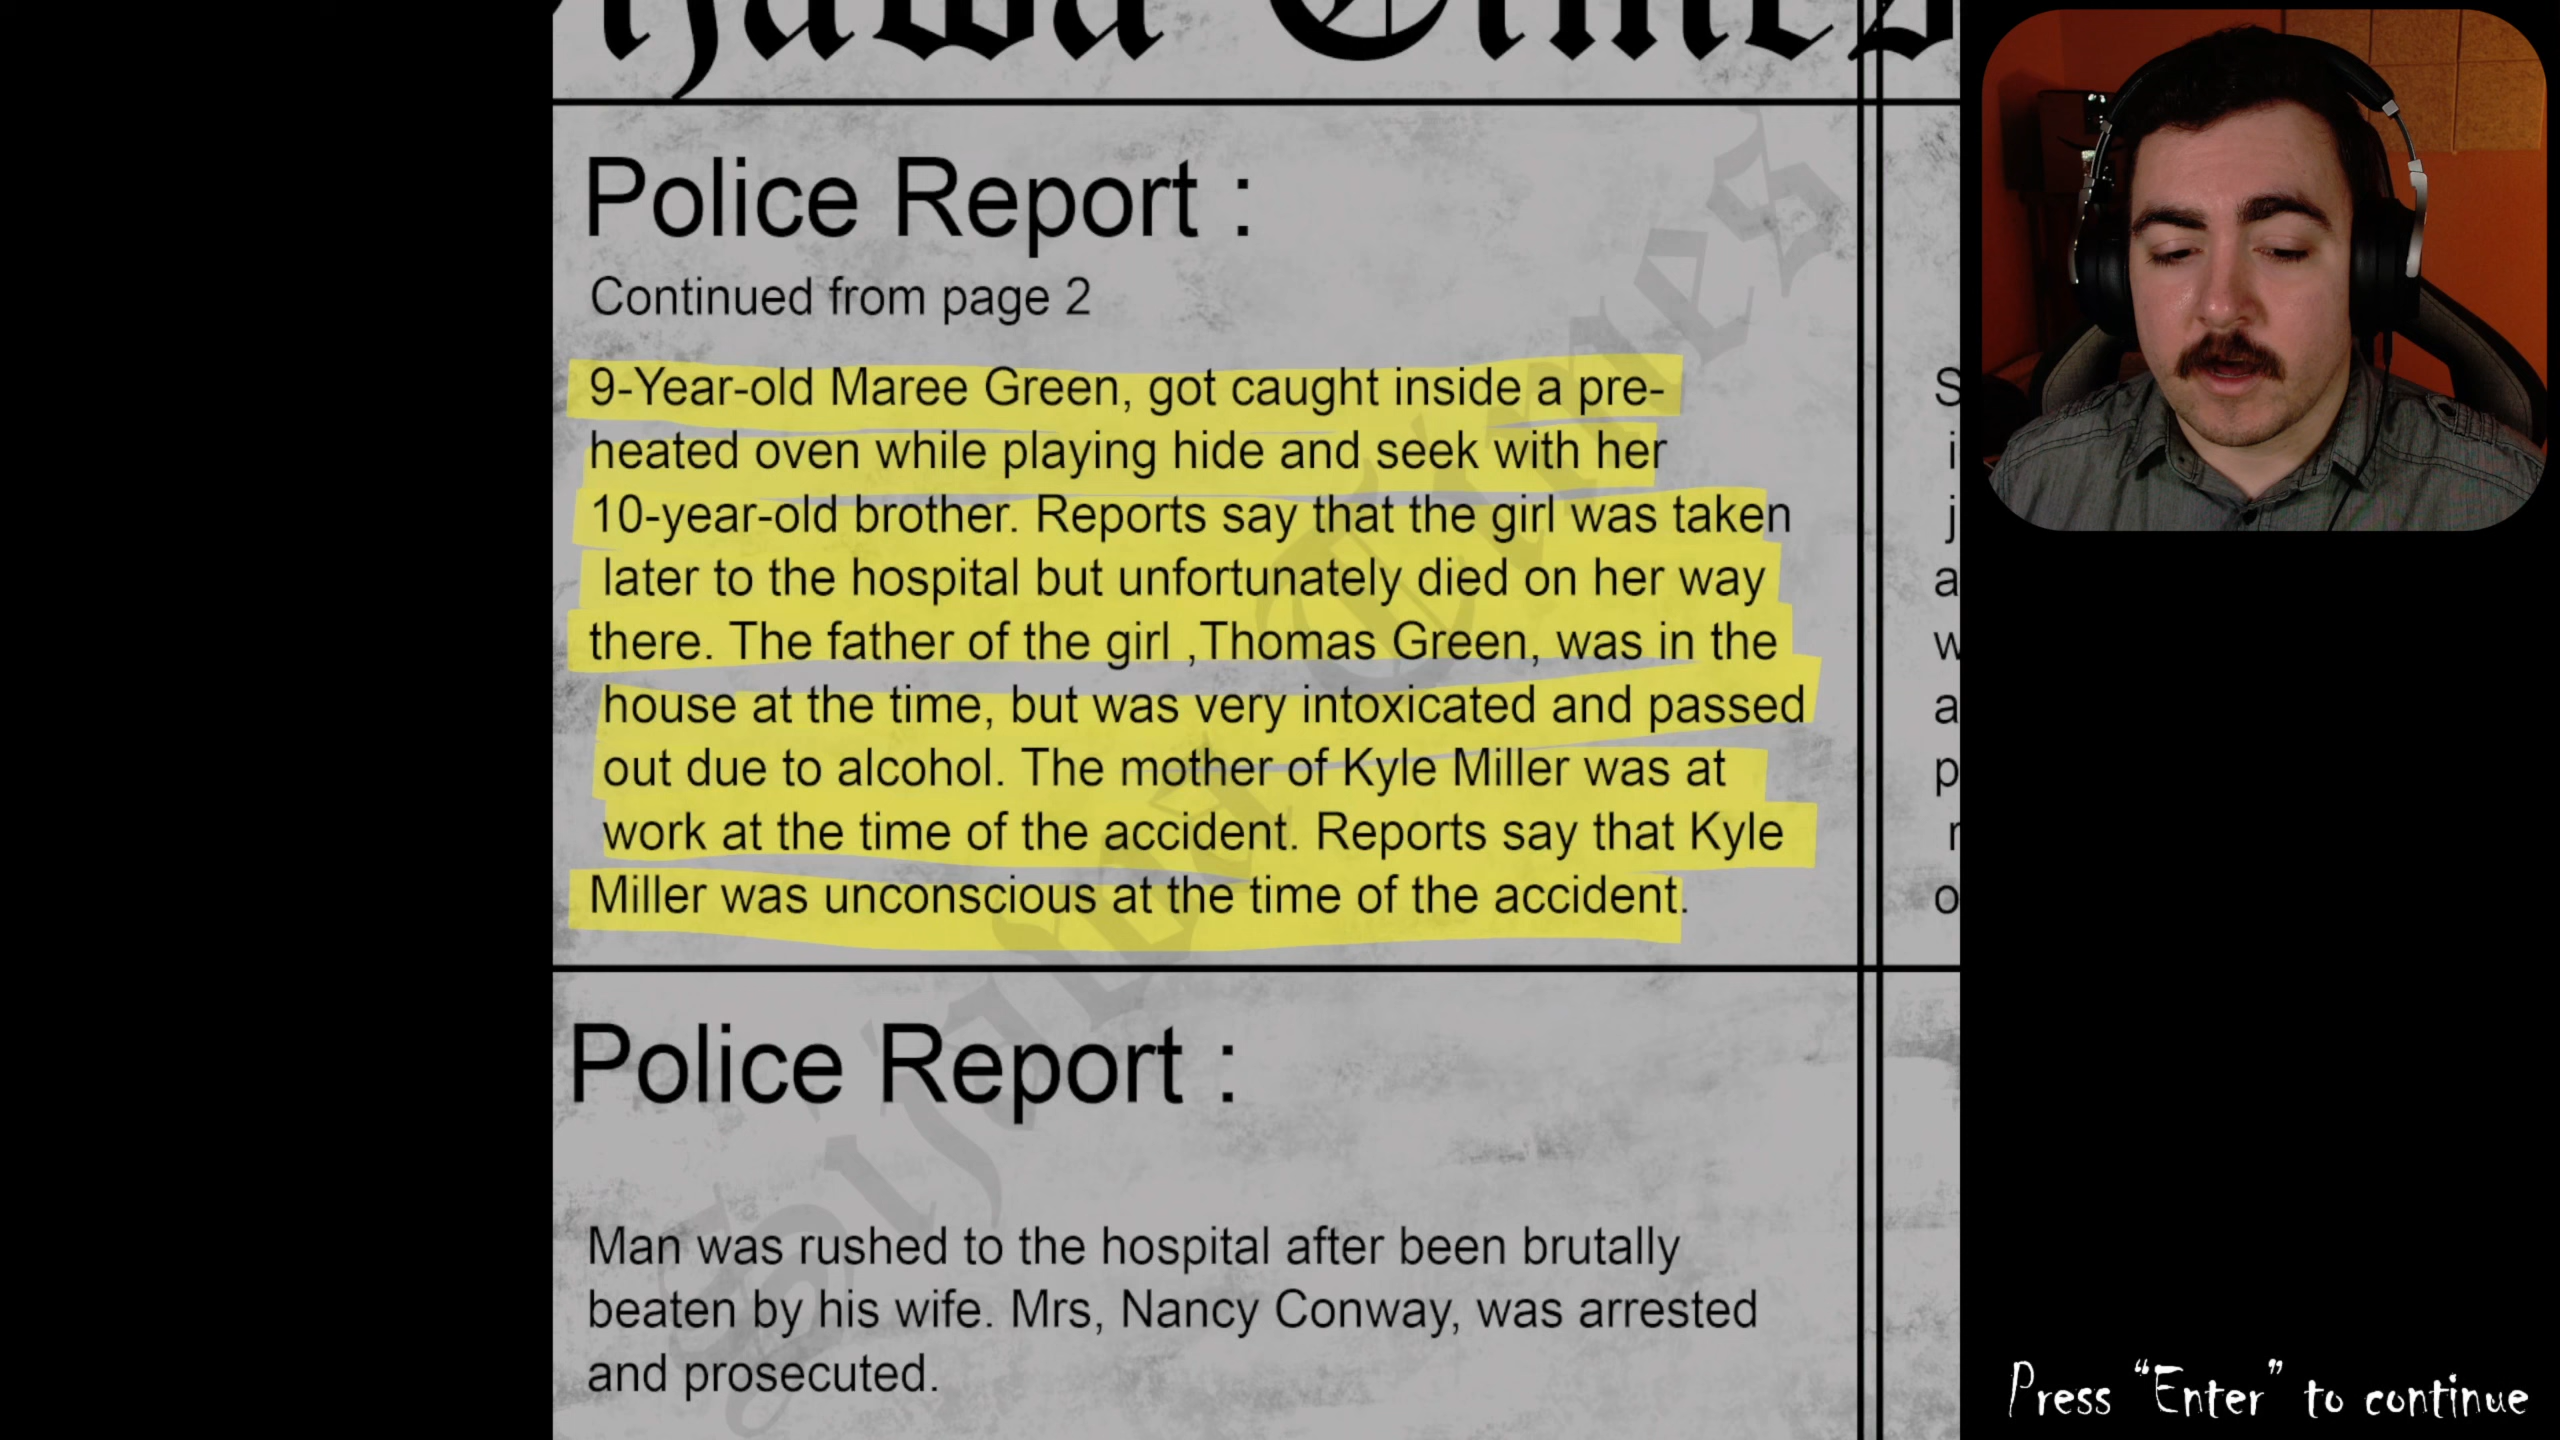 Times
Police Report :
Continued from page 2
9-Year-old Maree Green, got caught inside a pre-
heated oven while playing hide and seek with her
10-year-old brother. Reports say that the girl was taken
later to the hospital but unfortunately died on her way
there. The father of the girl ,Thomas Green, was in the
house at the time, but was very intoxicated and passed
out due to alcohol. The mother of Kyle Miller was at
work at the time of the accident. Reports say that Kyle
Miller was unconscious at the time of the accident.
Police Report :
Man was rushed to the hospital after been brutally
beaten by his wife. Mrs, Nancy Conway, was arrested
and prosecuted.
Press “Enter” to continue